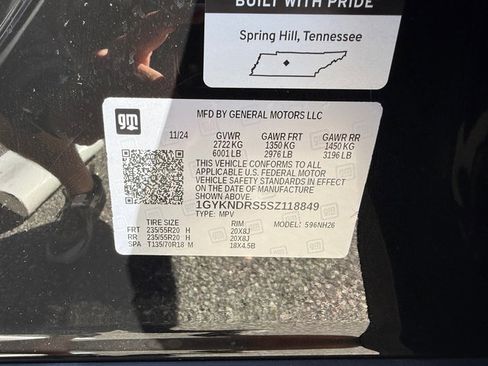 BUILT WITH PRIDE
Spring Hill, Tennessee
gm
MFD BY GENERAL MOTORS LLC
11/24 GVWR GAWR FRT GAWR RR
2722 KG 1350 KG 1450 KG
6001 LB 2976 LB 3196 LB
THIS VEHICLE CONFORMS TO ALL
APPLICABLE U.S. FEDERAL MOTOR
VEHICLE SAFETY STANDARDS IN EFFECT
ON THE DATE OF MANUFACTURE SHOWN ABOVE.
1GYKNDRS5SZ118849
TYPE: MPV
TIRE SIZE RIM MODEL: 596NH26
FRT 235/55R20 H 20X8J
RR 235/55R20 H 20X8J
SPA T135/70R18 M 18X4.5B